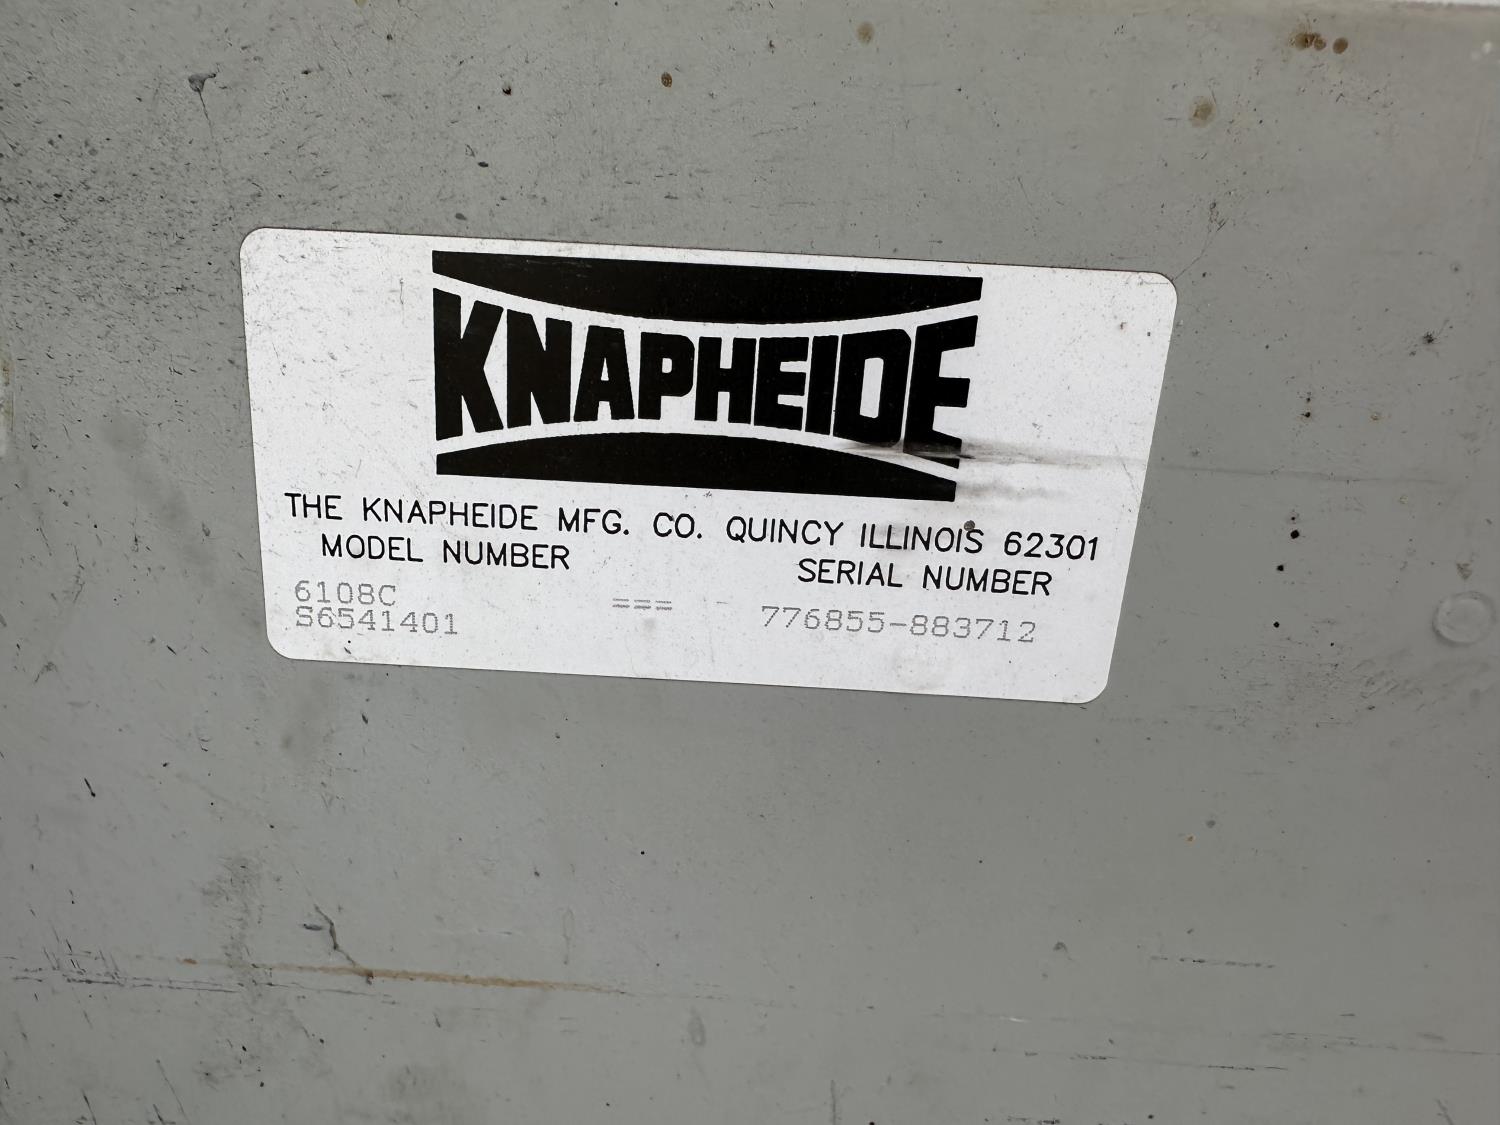 KNAPHEIDE
THE KNAPHEIDE MFG. CO. QUINCY ILLINOIS 62301
MODEL NUMBER SERIAL NUMBER
6108C === 776855-883712
S6541401